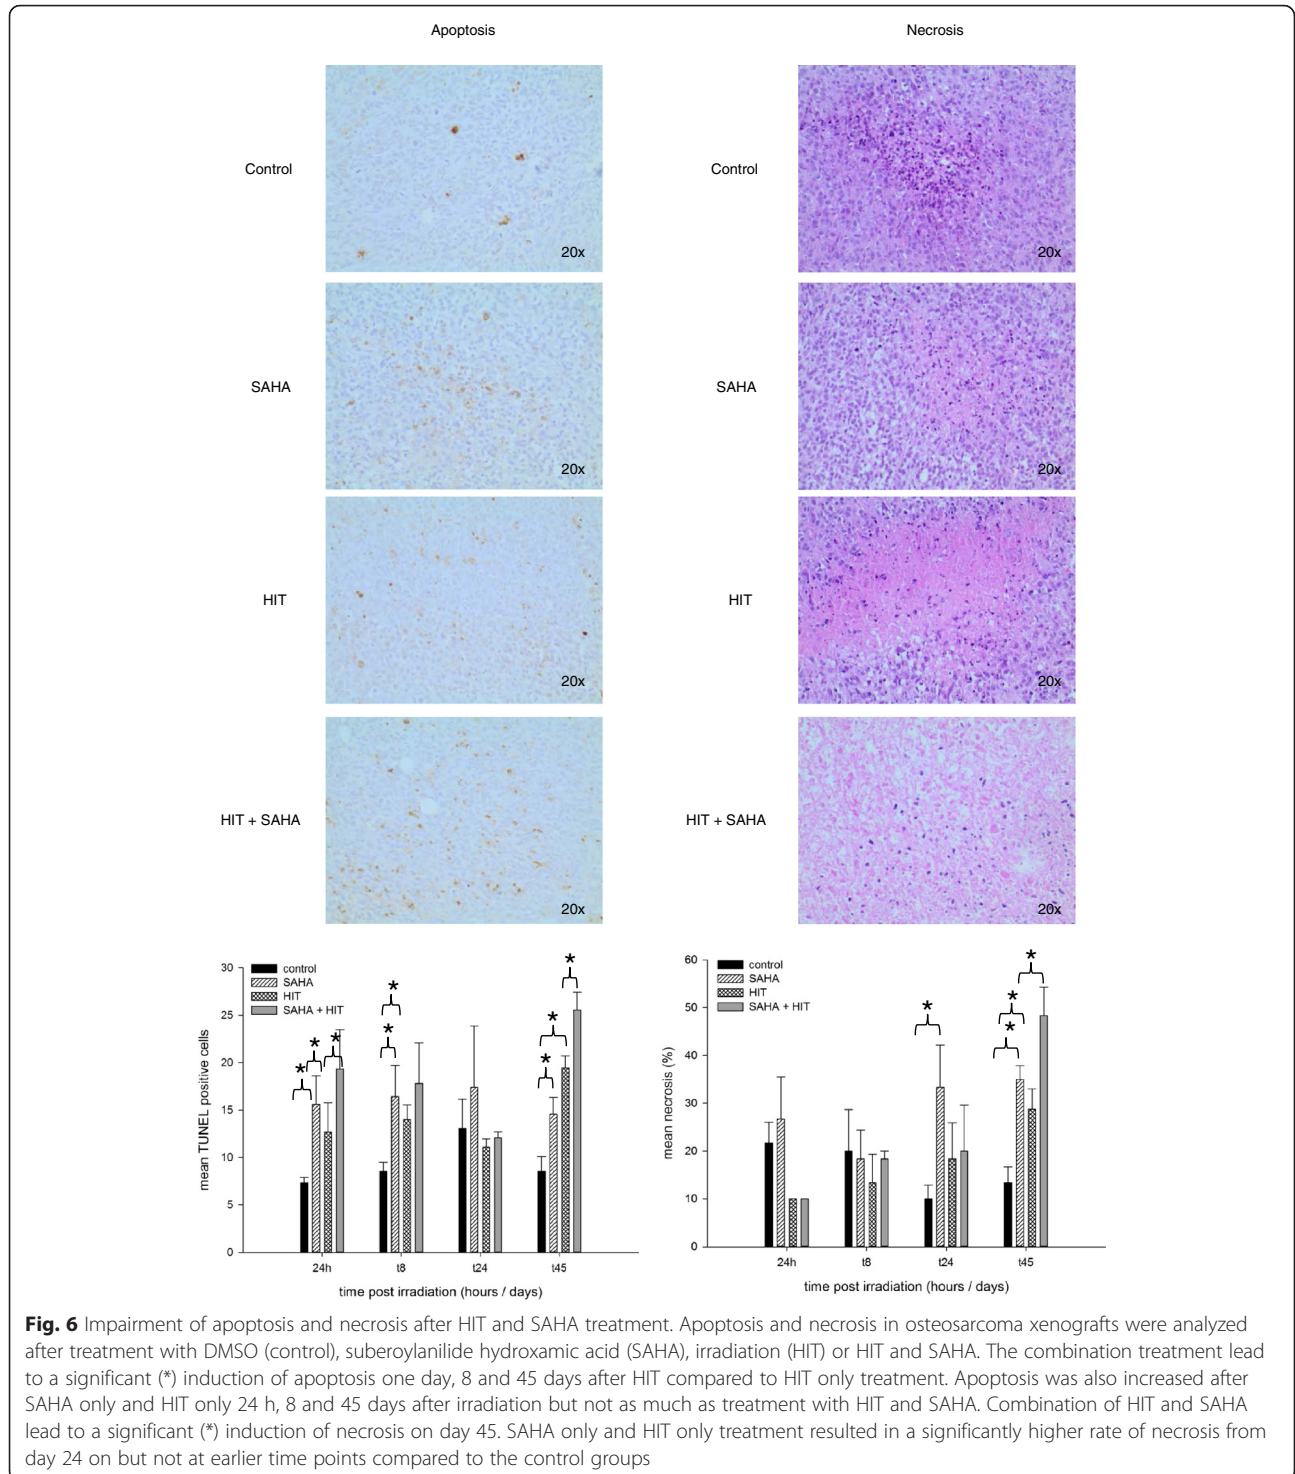 Apoptosis
Necrosis
Control
20x
Control
20x
SAHA
20x
SAHA
20x
HIT
20x
HIT
20x
HIT + SAHA
20x
HIT + SAHA
20x
mean TUNEL positive cells
30
25
20
15
10
5
0
control
SAHA
HIT
SAHA + HIT
*
*
*
*
*
*
*
*
24h
t8
t24
t45
time post irradiation (hours / days)
mean necrosis (%)
60
50
40
30
20
10
0
control
SAHA
HIT
SAHA + HIT
*
*
*
*
24h
t8
t24
t45
time post irradiation (hours / days)
Fig. 6 Impairment of apoptosis and necrosis after HIT and SAHA treatment. Apoptosis and necrosis in osteosarcoma xenografts were analyzed
after treatment with DMSO (control), suberoylanilide hydroxamic acid (SAHA), irradiation (HIT) or HIT and SAHA. The combination treatment lead
to a significant (*) induction of apoptosis one day, 8 and 45 days after HIT compared to HIT only treatment. Apoptosis was also increased after
SAHA only and HIT only 24 h, 8 and 45 days after irradiation but not as much as treatment with HIT and SAHA. Combination of HIT and SAHA
lead to a significant (*) induction of necrosis on day 45. SAHA only and HIT only treatment resulted in a significantly higher rate of necrosis from
day 24 on but not at earlier time points compared to the control groups